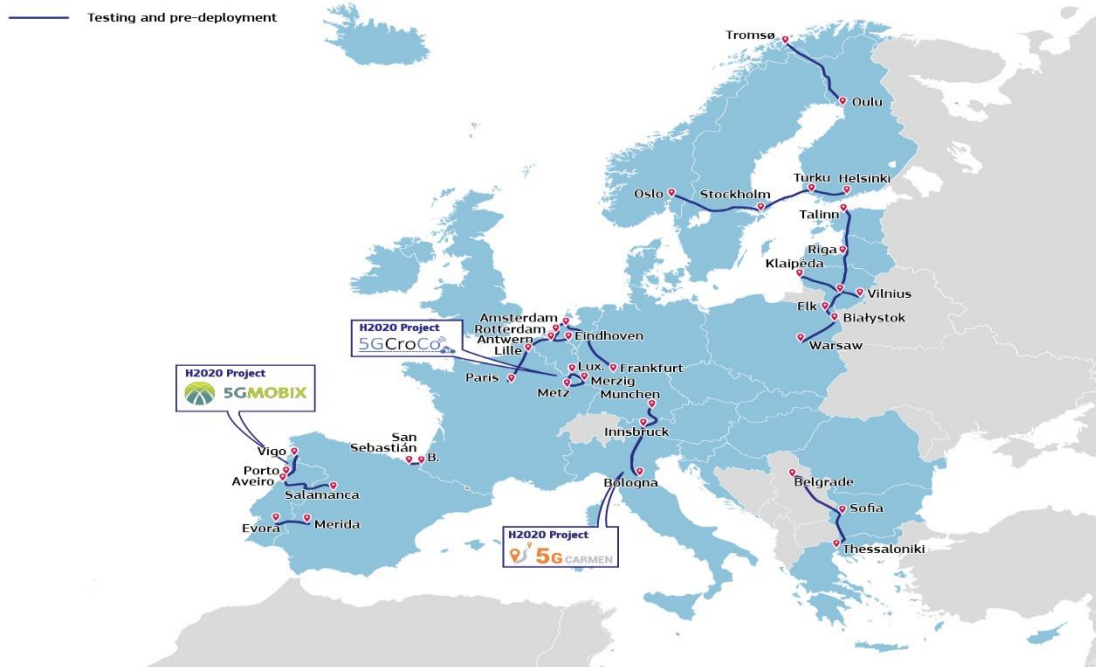 Testing and pre-deployment
Tromsø
Oulu
Turku
Helsinki
Oslo
Stockholm
Talinn
Riga
Klaipėda
Vilnius
Elk
Białystok
Warsaw
Amsterdam
Rotterdam
Antwern
Eindhoven
Lille
H2020 Project
5GCroCo
Paris
Lux.
Frankfurt
Metz
Merzig
Munchen
H2020 Project
5GMOBIX
Innsbruck
San
Sebastián
B.
Vigo
Porto
Aveiro
Salamanca
Bologna
Belgrade
Evora
Merida
Sofia
H2020 Project
5G CARMEN
Thessaloniki